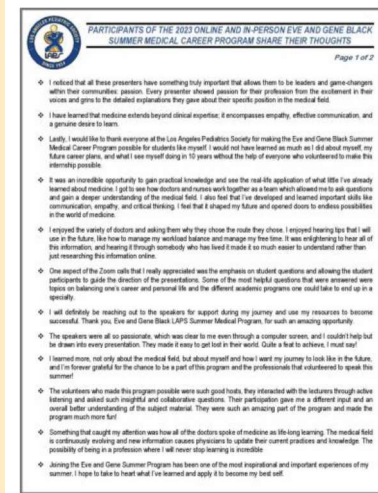 LOS ANGELES PEDIATRIC SOCIETY
LAPS
SINCE 1934
PARTICIPANTS OF THE 2023 ONLINE AND IN-PERSON EVE AND GENE BLACK
SUMMER MEDICAL CAREER PROGRAM SHARE THEIR THOUGHTS
Page 1 of 2
❖ I noticed that all these presenters have something truly important that allows them to be leaders and game-changers
within their communities: passion. Every presenter showed passion for their profession from the excitement in their
voices and grins to the detailed explanations they gave about their specific position in the medical field.
❖ I have learned that medicine extends beyond clinical expertise; it encompasses empathy, effective communication, and
a genuine desire to learn.
❖ Lastly, I would like to thank everyone at the Los Angeles Pediatrics Society for making the Eve and Gene Black Summer
Medical Career Program possible for students like myself. I would not have learned as much as I did about myself, my
future career plans, and what I see myself doing in 10 years without the help of everyone who volunteered to make this
internship possible.
❖ It was an incredible opportunity to gain practical knowledge and see the real-life application of what little I've already
learned about medicine. I got to see how doctors and nurses work together as a team which allowed me to ask questions
and gain a deeper understanding of the medical field. I also feel that I've developed and learned important skills like
communication, empathy, and critical thinking. I feel that it shaped my future and opened doors to endless possibilities
in the world of medicine.
❖ I enjoyed the variety of doctors and asking them why they chose the route they chose. I enjoyed hearing tips that I will
use in the future, like how to manage my workload balance and manage my free time. It was enlightening to hear all of
this information, and hearing it through somebody who has lived it made it so much easier to understand rather than
just researching this information online.
❖ One aspect of the Zoom calls that I really appreciated was the emphasis on student questions and allowing the student
participants to guide the direction of the presentations. Some of the most helpful questions that were answered were
topics on balancing one's career and personal life and the different academic programs one could take to end up in a
specialty.
❖ I will definitely be reaching out to the speakers for support during my journey and use my resources to become
successful. Thank you, Eve and Gene Black LAPS Summer Medical Program, for such an amazing opportunity.
❖ The speakers were all so passionate, which was clear to me even through a computer screen, and I couldn't help but
be drawn into every presentation. They made it easy to get lost in their world. Quite a feat to achieve, I must say!
❖ I learned more, not only about the medical field, but about myself and how I want my journey to look like in the future,
and I'm forever grateful for the chance to be a part of this program and the professionals that volunteered to speak this
summer!
❖ The volunteers who made this program possible were such good hosts, they interacted with the lecturers through active
listening and asked such insightful and collaborative questions. Their participation gave me a different input and an
overall better understanding of the subject material. They were such an amazing part of the program and made the
program much more fun!
❖ Something that caught my attention was how all of the doctors spoke of medicine as life-long learning. The medical field
is continuously evolving and new information causes physicians to update their current practices and knowledge. The
possibility of being in a profession where I will never stop learning is incredible
❖ Joining the Eve and Gene Summer Program has been one of the most inspirational and important experiences of my
summer. I hope to take to heart what I've learned and apply it to become my best self.